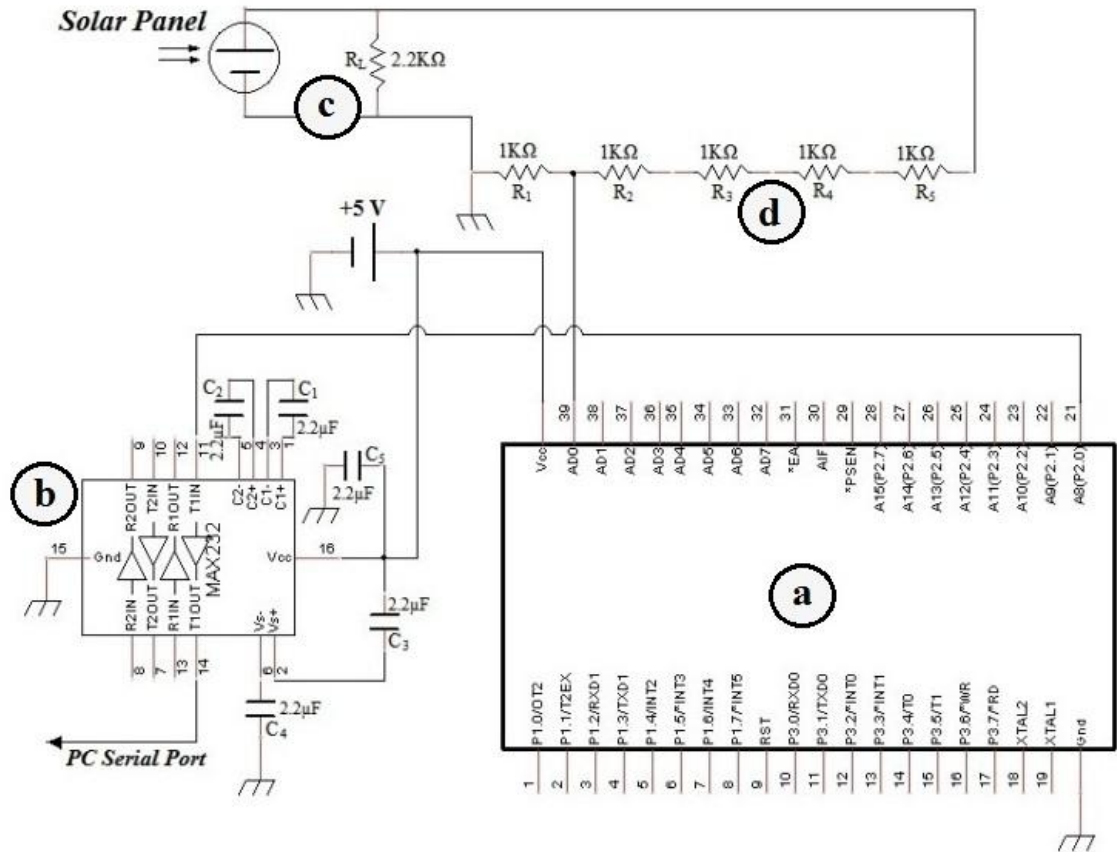 Solar Panel
RL
2.2KΩ
c
1KΩ
1KΩ
1KΩ
1KΩ
1KΩ
R1
R2
R3
R4
R5
d
+5 V
C2
C1
2.2µF
2.2µF
9
10
12
11
5
4
3
1
C5
2.2µF
b
R2OUT
T2IN
R1OUT
T1IN
C2-
C2+
C1-
C1+
15
Gnd
MAX232
Vcc
16
R2IN
T2OUT
R1IN
T1OUT
Vs-
Vs+
2.2µF
C3
8
7
13
14
6
2
2.2µF
C4
PC Serial Port
39
38
37
36
35
34
33
32
31
30
29
28
27
26
25
24
23
22
21
Vcc
AD0
AD1
AD2
AD3
AD4
AD5
AD6
AD7
*EA
AIF
*PSEN
A15(P2.7)
A14(P2.6)
A13(P2.5)
A12(P2.4)
A11(P2.3)
A10(P2.2)
A9(P2.1)
A8(P2.0)
a
P1.0/OT2
P1.1/T2EX
P1.2/RXD1
P1.3/TXD1
P1.4/INT2
P1.5/*INT3
P1.6/INT4
P1.7/*INT5
RST
P3.0/RXD0
P3.1/TXD0
P3.2/*INT0
P3.3/*INT1
P3.4/T0
P3.5/T1
P3.6/*WR
P3.7/*RD
XTAL2
XTAL1
Gnd
1
2
3
4
5
6
7
8
9
10
11
12
13
14
15
16
17
18
19